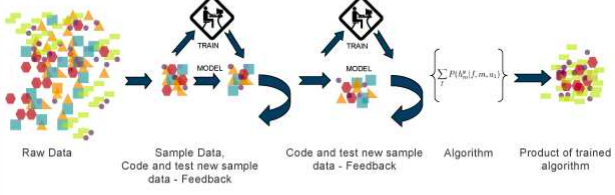 TRAIN
TRAIN
MODEL
MODEL
Raw Data
Sample Data,
Code and test new sample
data - Feedback
Code and test new sample
data - Feedback
Algorithm
Product of trained
algorithm